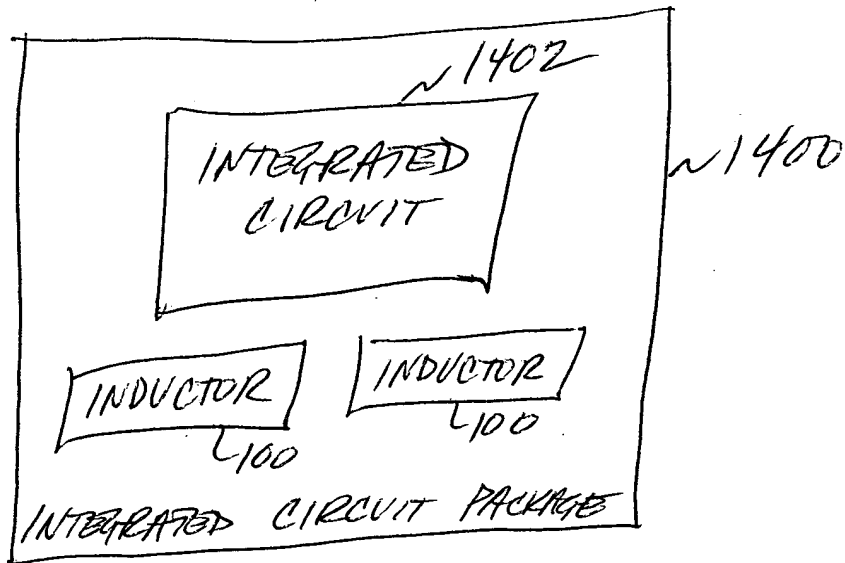 1402
INTEGRATED
CIRCUIT
1400
INDUCTOR INDUCTOR
100 100
INTEGRATED CIRCUIT PACKAGE